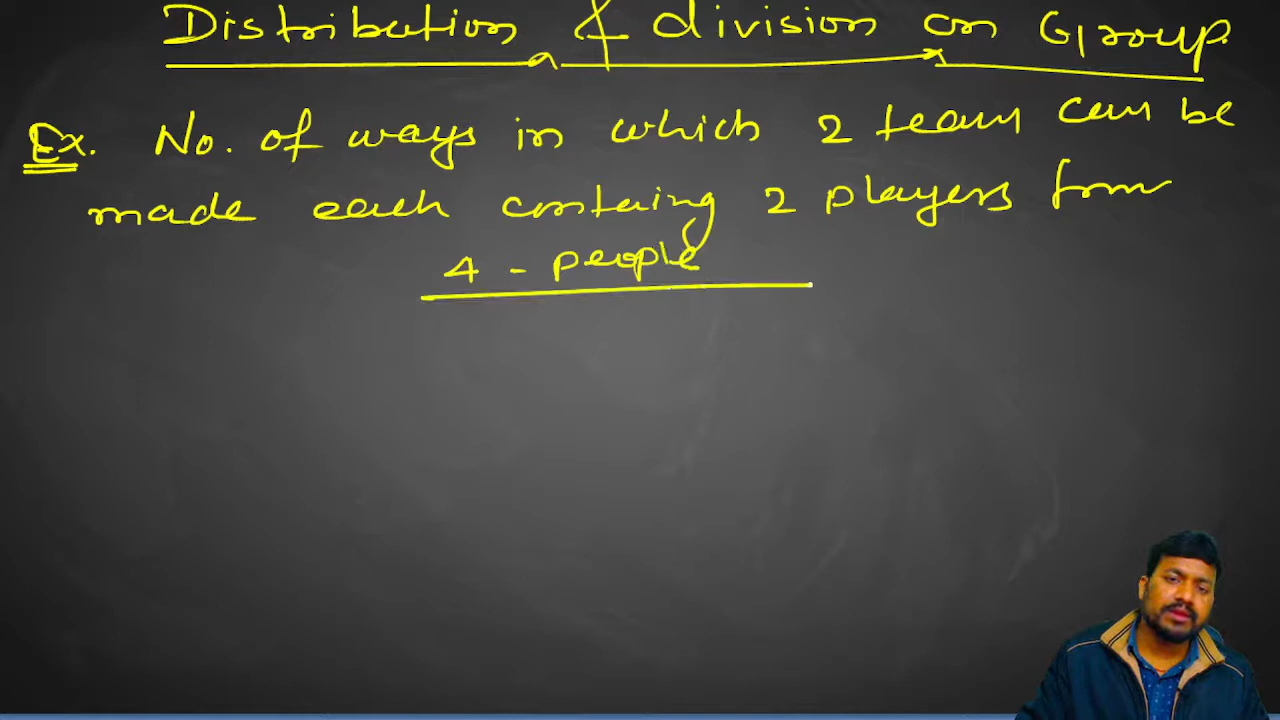 Distribution & division on Group.
Ex. No. of ways in which 2 team can be
made each containg 2 players from
4 - people